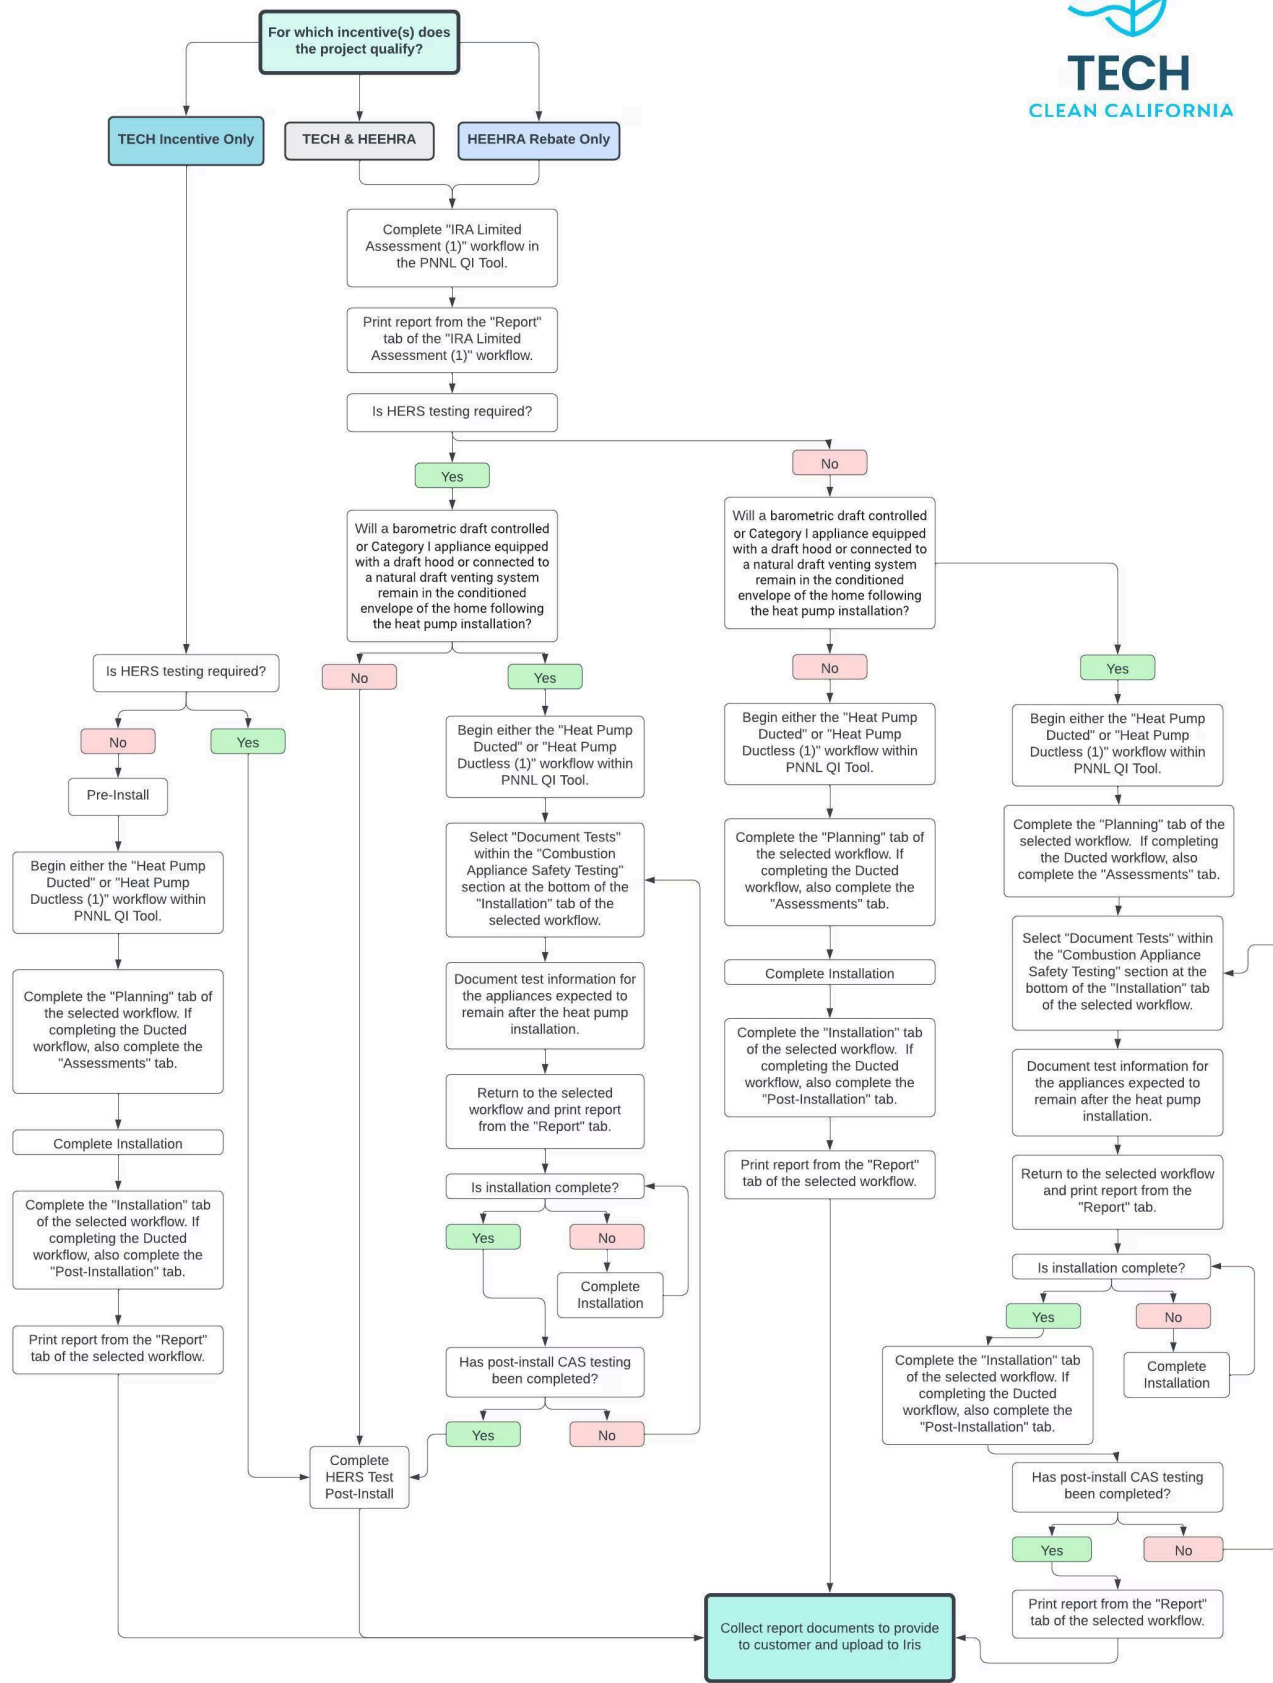 For which incentive(s) does
the project qualify?
TECH
CLEAN CALIFORNIA
TECH Incentive Only
TECH & HEEHRA
HEEHRA Rebate Only
Complete "IRA Limited
Assessment (1)" workflow in
the PNNL QI Tool.
Print report from the "Report"
tab of the "IRA Limited
Assessment (1)" workflow.
Is HERS testing required?
Yes
No
Will a barometric draft controlled
or Category I appliance equipped
with a draft hood or connected to
a natural draft venting system
remain in the conditioned
envelope of the home following
the heat pump installation?
Will a barometric draft controlled
or Category I appliance equipped
with a draft hood or connected to
a natural draft venting system
remain in the conditioned
envelope of the home following
the heat pump installation?
Is HERS testing required?
No
Yes
Pre-Install
Begin either the "Heat Pump
Ducted" or "Heat Pump
Ductless (1)" workflow within
PNNL QI Tool.
Complete the "Planning" tab of
the selected workflow. If
completing the Ducted
workflow, also complete the
"Assessments" tab.
Complete Installation
Complete the "Installation" tab
of the selected workflow. If
completing the Ducted
workflow, also complete the
"Post-Installation" tab.
Print report from the "Report"
tab of the selected workflow.
No
Yes
Begin either the "Heat Pump
Ducted" or "Heat Pump
Ductless (1)" workflow within
PNNL QI Tool.
Select "Document Tests"
within the "Combustion
Appliance Safety Testing"
section at the bottom of the
"Installation" tab of the
selected workflow.
Document test information for
the appliances expected to
remain after the heat pump
installation.
Return to the selected
workflow and print report
from the "Report" tab.
Is installation complete?
Yes
No
Complete
Installation
Has post-install CAS testing
been completed?
Yes
No
Complete
HERS Test
Post-Install
No
Begin either the "Heat Pump
Ducted" or "Heat Pump
Ductless (1)" workflow within
PNNL QI Tool.
Complete the "Planning" tab of
the selected workflow. If
completing the Ducted
workflow, also complete the
"Assessments" tab.
Complete Installation
Complete the "Installation" tab
of the selected workflow. If
completing the Ducted
workflow, also complete the
"Post-Installation" tab.
Print report from the "Report"
tab of the selected workflow.
Yes
Begin either the "Heat Pump
Ducted" or "Heat Pump
Ductless (1)" workflow within
PNNL QI Tool.
Complete the "Planning" tab of the
selected workflow. If completing
the Ducted workflow, also
complete the "Assessments" tab.
Select "Document Tests" within
the "Combustion Appliance
Safety Testing" section at the
bottom of the "Installation" tab
of the selected workflow.
Document test information for
the appliances expected to
remain after the heat pump
installation.
Return to the selected workflow
and print report from the
"Report" tab.
Is installation complete?
Yes
No
Complete the "Installation" tab
of the selected workflow. If
completing the Ducted
workflow, also complete the
"Post-Installation" tab.
Complete
Installation
Has post-install CAS testing
been completed?
Yes
No
Print report from the "Report"
tab of the selected workflow.
Collect report documents to provide
to customer and upload to Iris